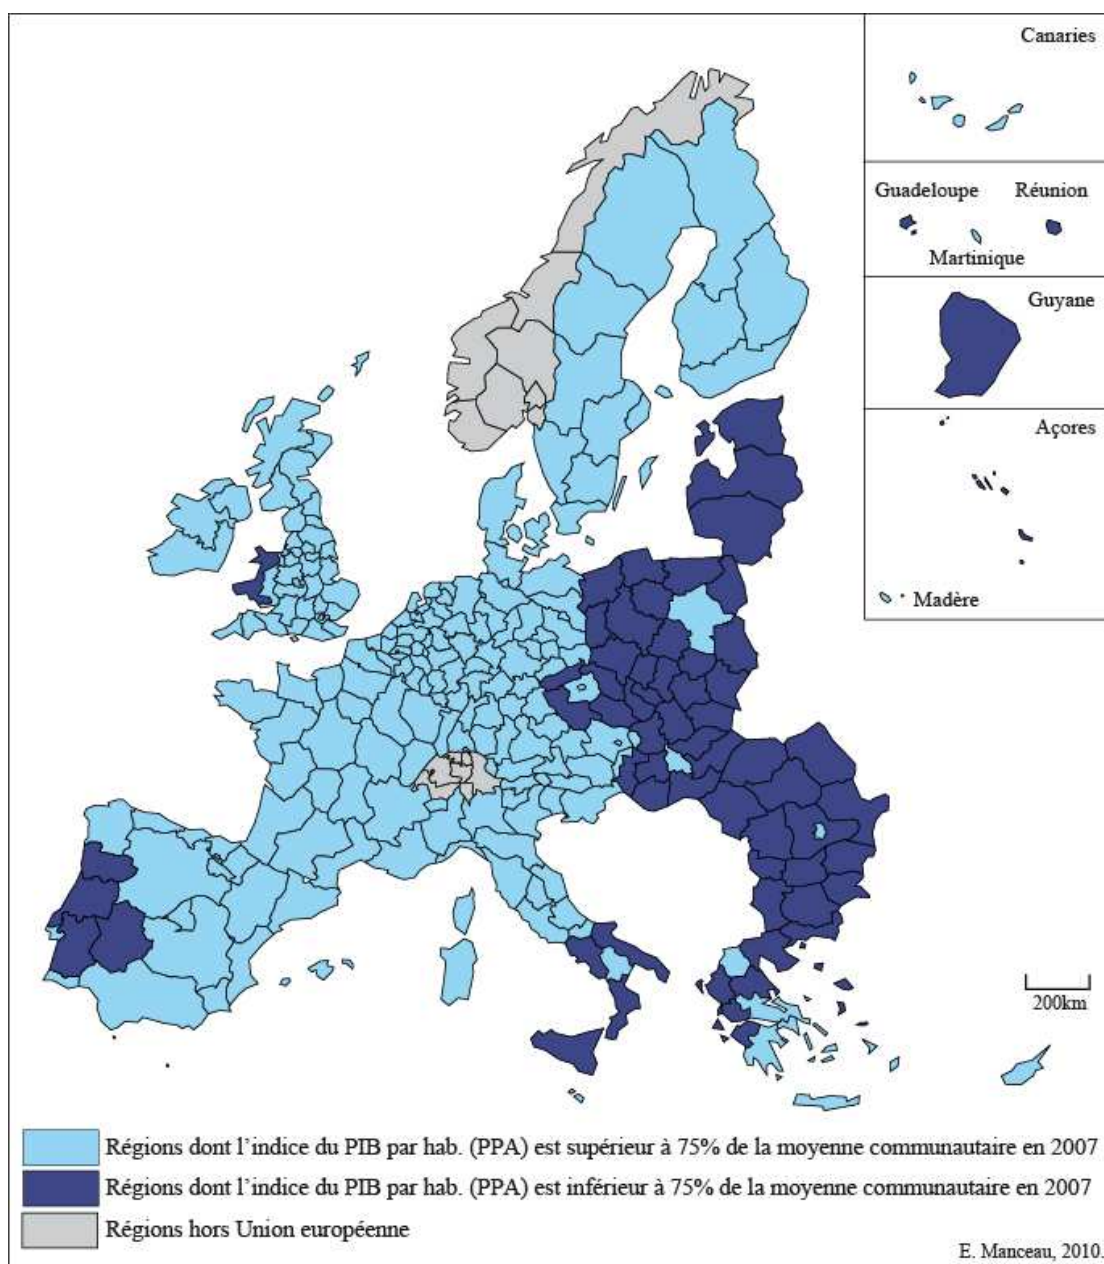 Canaries
Guadeloupe
Réunion
Martinique
Guyane
Açores
Madère
200km
Régions dont l'indice du PIB par hab. (PPA) est supérieur à 75% de la moyenne communautaire en 2007
Régions dont l'indice du PIB par hab. (PPA) est inférieur à 75% de la moyenne communautaire en 2007
Régions hors Union européenne
E. Manceau, 2010.